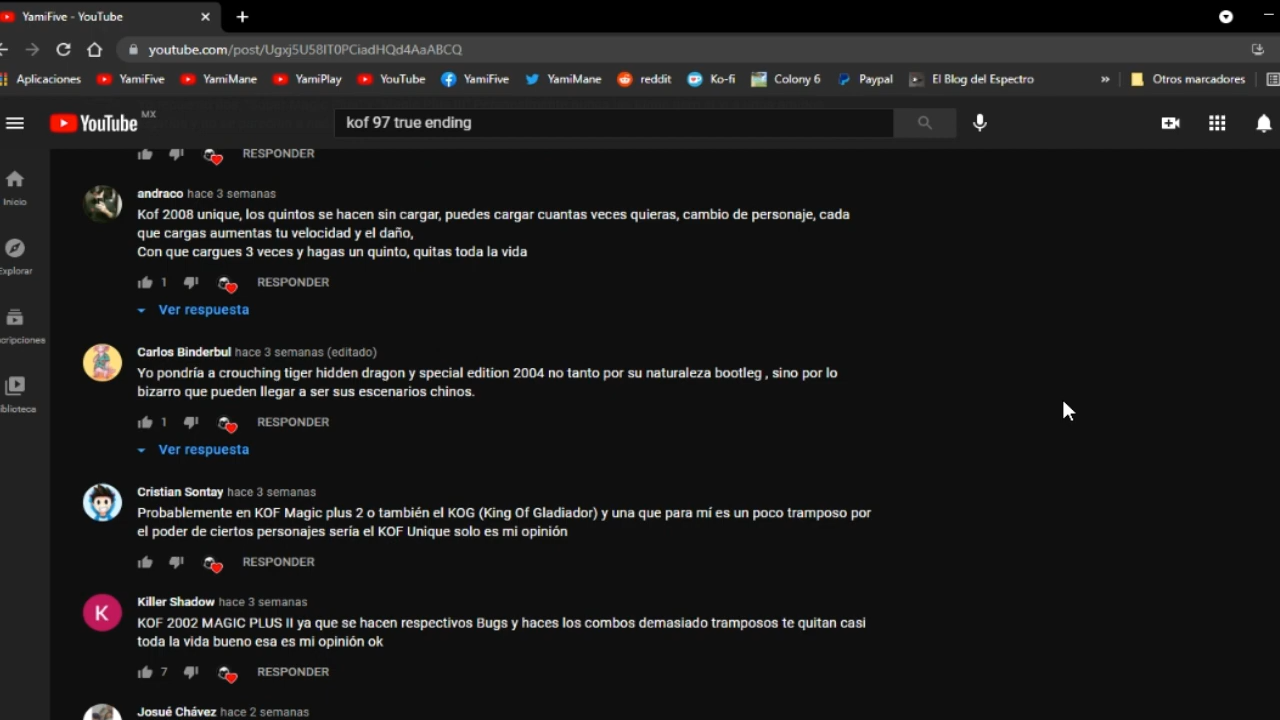 YamiFive - YouTube
youtube.com/post/Ugxj5U58IT0PCiadHQd4AaABCQ
Aplicaciones YamiFive YamiMane YamiPlay YouTube YamiFive YamiMane reddit Ko-fi Colony 6 Paypal El Blog del Espectro » Otros marcadores
YouTube MX
kof 97 true ending
Inicio
Explorar
cripciones
blioteca
RESPONDER
andraco hace 3 semanas
Kof 2008 unique, los quintos se hacen sin cargar, puedes cargar cuantas veces quieras, cambio de personaje, cada
que cargas aumentas tu velocidad y el daño,
Con que cargues 3 veces y hagas un quinto, quitas toda la vida
1 RESPONDER
Ver respuesta
Carlos Binderbul hace 3 semanas (editado)
Yo pondría a crouching tiger hidden dragon y special edition 2004 no tanto por su naturaleza bootleg , sino por lo
bizarro que pueden llegar a ser sus escenarios chinos.
1 RESPONDER
Ver respuesta
Cristian Sontay hace 3 semanas
Probablemente en KOF Magic plus 2 o también el KOG (King Of Gladiador) y una que para mí es un poco tramposo por
el poder de ciertos personajes sería el KOF Unique solo es mi opinión
RESPONDER
K
Killer Shadow hace 3 semanas
KOF 2002 MAGIC PLUS II ya que se hacen respectivos Bugs y haces los combos demasiado tramposos te quitan casi
toda la vida bueno esa es mi opinión ok
7 RESPONDER
Josué Chávez hace 2 semanas